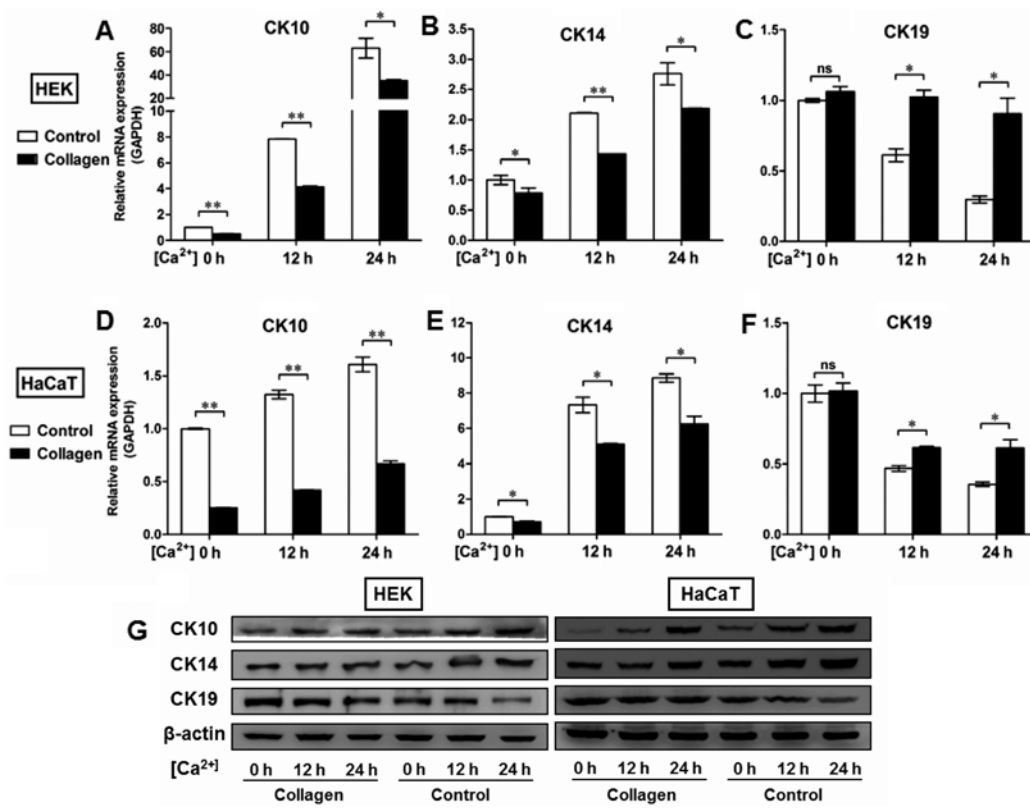 A
CK10
HEK
Control
Collagen
Relative mRNA expression
(GAPDH)
80
60
40
20
8
6
4
2
0
**
**
*
[Ca2+] 0 h 12 h 24 h
B
CK14
3.0
2.5
2.0
1.5
1.0
0.5
0.0
*
**
*
[Ca2+] 0 h 12 h 24 h
C
CK19
1.5
1.0
0.5
0.0
ns
*
*
[Ca2+] 0 h 12 h 24 h
D
CK10
HaCaT
Control
Collagen
Relative mRNA expression
(GAPDH)
2.0
1.5
1.0
0.5
0.0
**
**
**
[Ca2+] 0 h 12 h 24 h
E
CK14
12
10
8
6
4
2
0
*
*
*
[Ca2+] 0 h 12 h 24 h
F
CK19
1.5
1.0
0.5
0.0
ns
*
*
[Ca2+] 0 h 12 h 24 h
G
HEK HaCaT
CK10
CK14
CK19
β-actin
[Ca2+] 0 h 12 h 24 h 0 h 12 h 24 h 0 h 12 h 24 h 0 h 12 h 24 h
Collagen Control Collagen Control